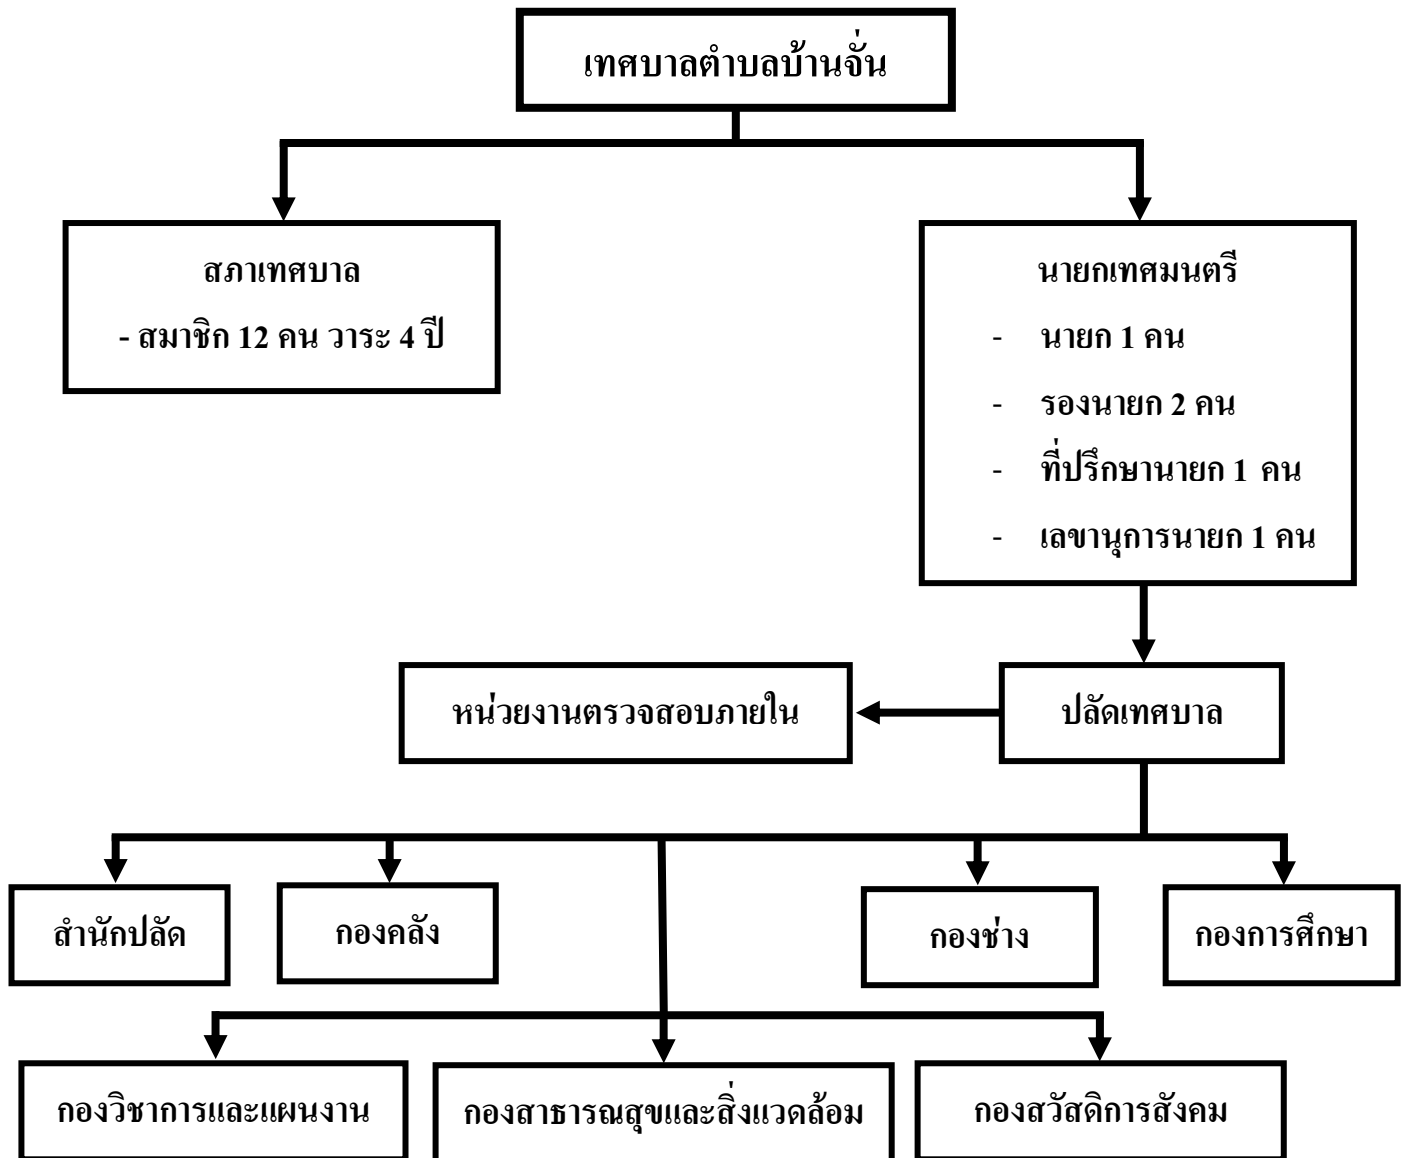 เทศบาลตำบลบ้านจั่น
สภาเทศบาล
- สมาชิก 12 คน วาระ 4 ปี
นายกเทศมนตรี
- นายก 1 คน
- รองนายก 2 คน
- ที่ปรึกษานายก 1 คน
- เลขานุการนายก 1 คน
หน่วยงานตรวจสอบภายใน
ปลัดเทศบาล
สำนักปลัด
กองคลัง
กองช่าง
กองการศึกษา
กองวิชาการและแผนงาน
กองสาธารณสุขและสิ่งแวดล้อม
กองสวัสดิการสังคม